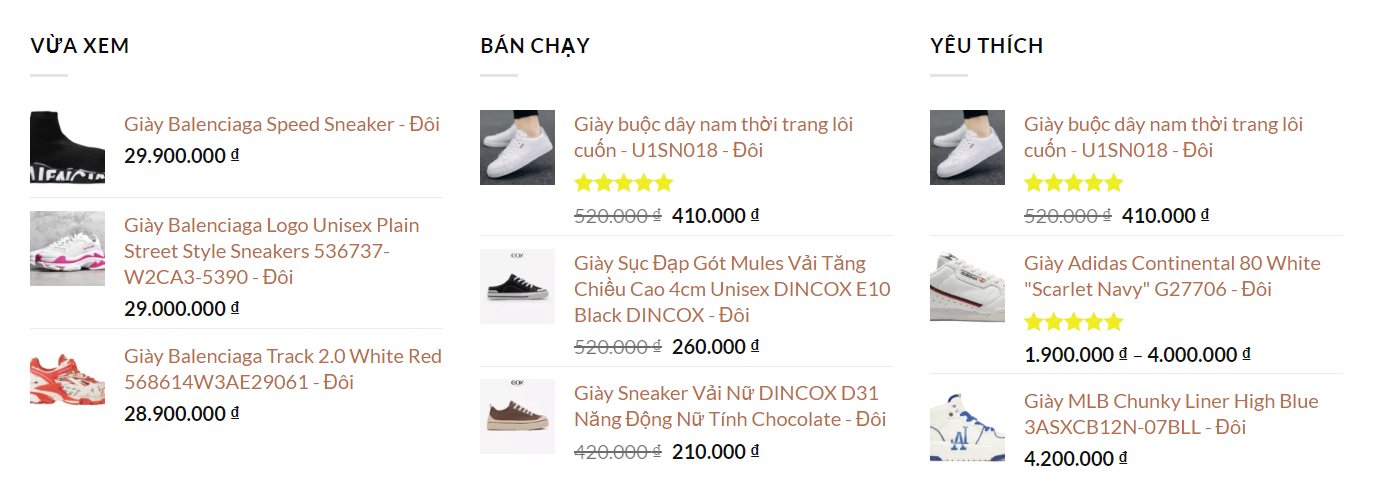 VỪA XEM
Giày Balenciaga Speed Sneaker - Đôi
29.900.000 ₫
Giày Balenciaga Logo Unisex Plain
Street Style Sneakers 536737-
W2CA3-5390 - Đôi
29.000.000 ₫
Giày Balenciaga Track 2.0 White Red
568614W3AE29061 - Đôi
28.900.000 ₫
BÁN CHẠY
Giày buộc dây nam thời trang lôi
cuốn - U1SN018 - Đôi
520.000 ₫ 410.000 ₫
Giày Sục Đạp Gót Mules Vải Tăng
Chiều Cao 4cm Unisex DINCOX E10
Black DINCOX - Đôi
520.000 ₫ 260.000 ₫
Giày Sneaker Vải Nữ DINCOX D31
Năng Động Nữ Tính Chocolate - Đôi
420.000 ₫ 210.000 ₫
YÊU THÍCH
Giày buộc dây nam thời trang lôi
cuốn - U1SN018 - Đôi
520.000 ₫ 410.000 ₫
Giày Adidas Continental 80 White
"Scarlet Navy" G27706 - Đôi
1.900.000 ₫ – 4.000.000 ₫
Giày MLB Chunky Liner High Blue
3ASXCB12N-07BLL - Đôi
4.200.000 ₫